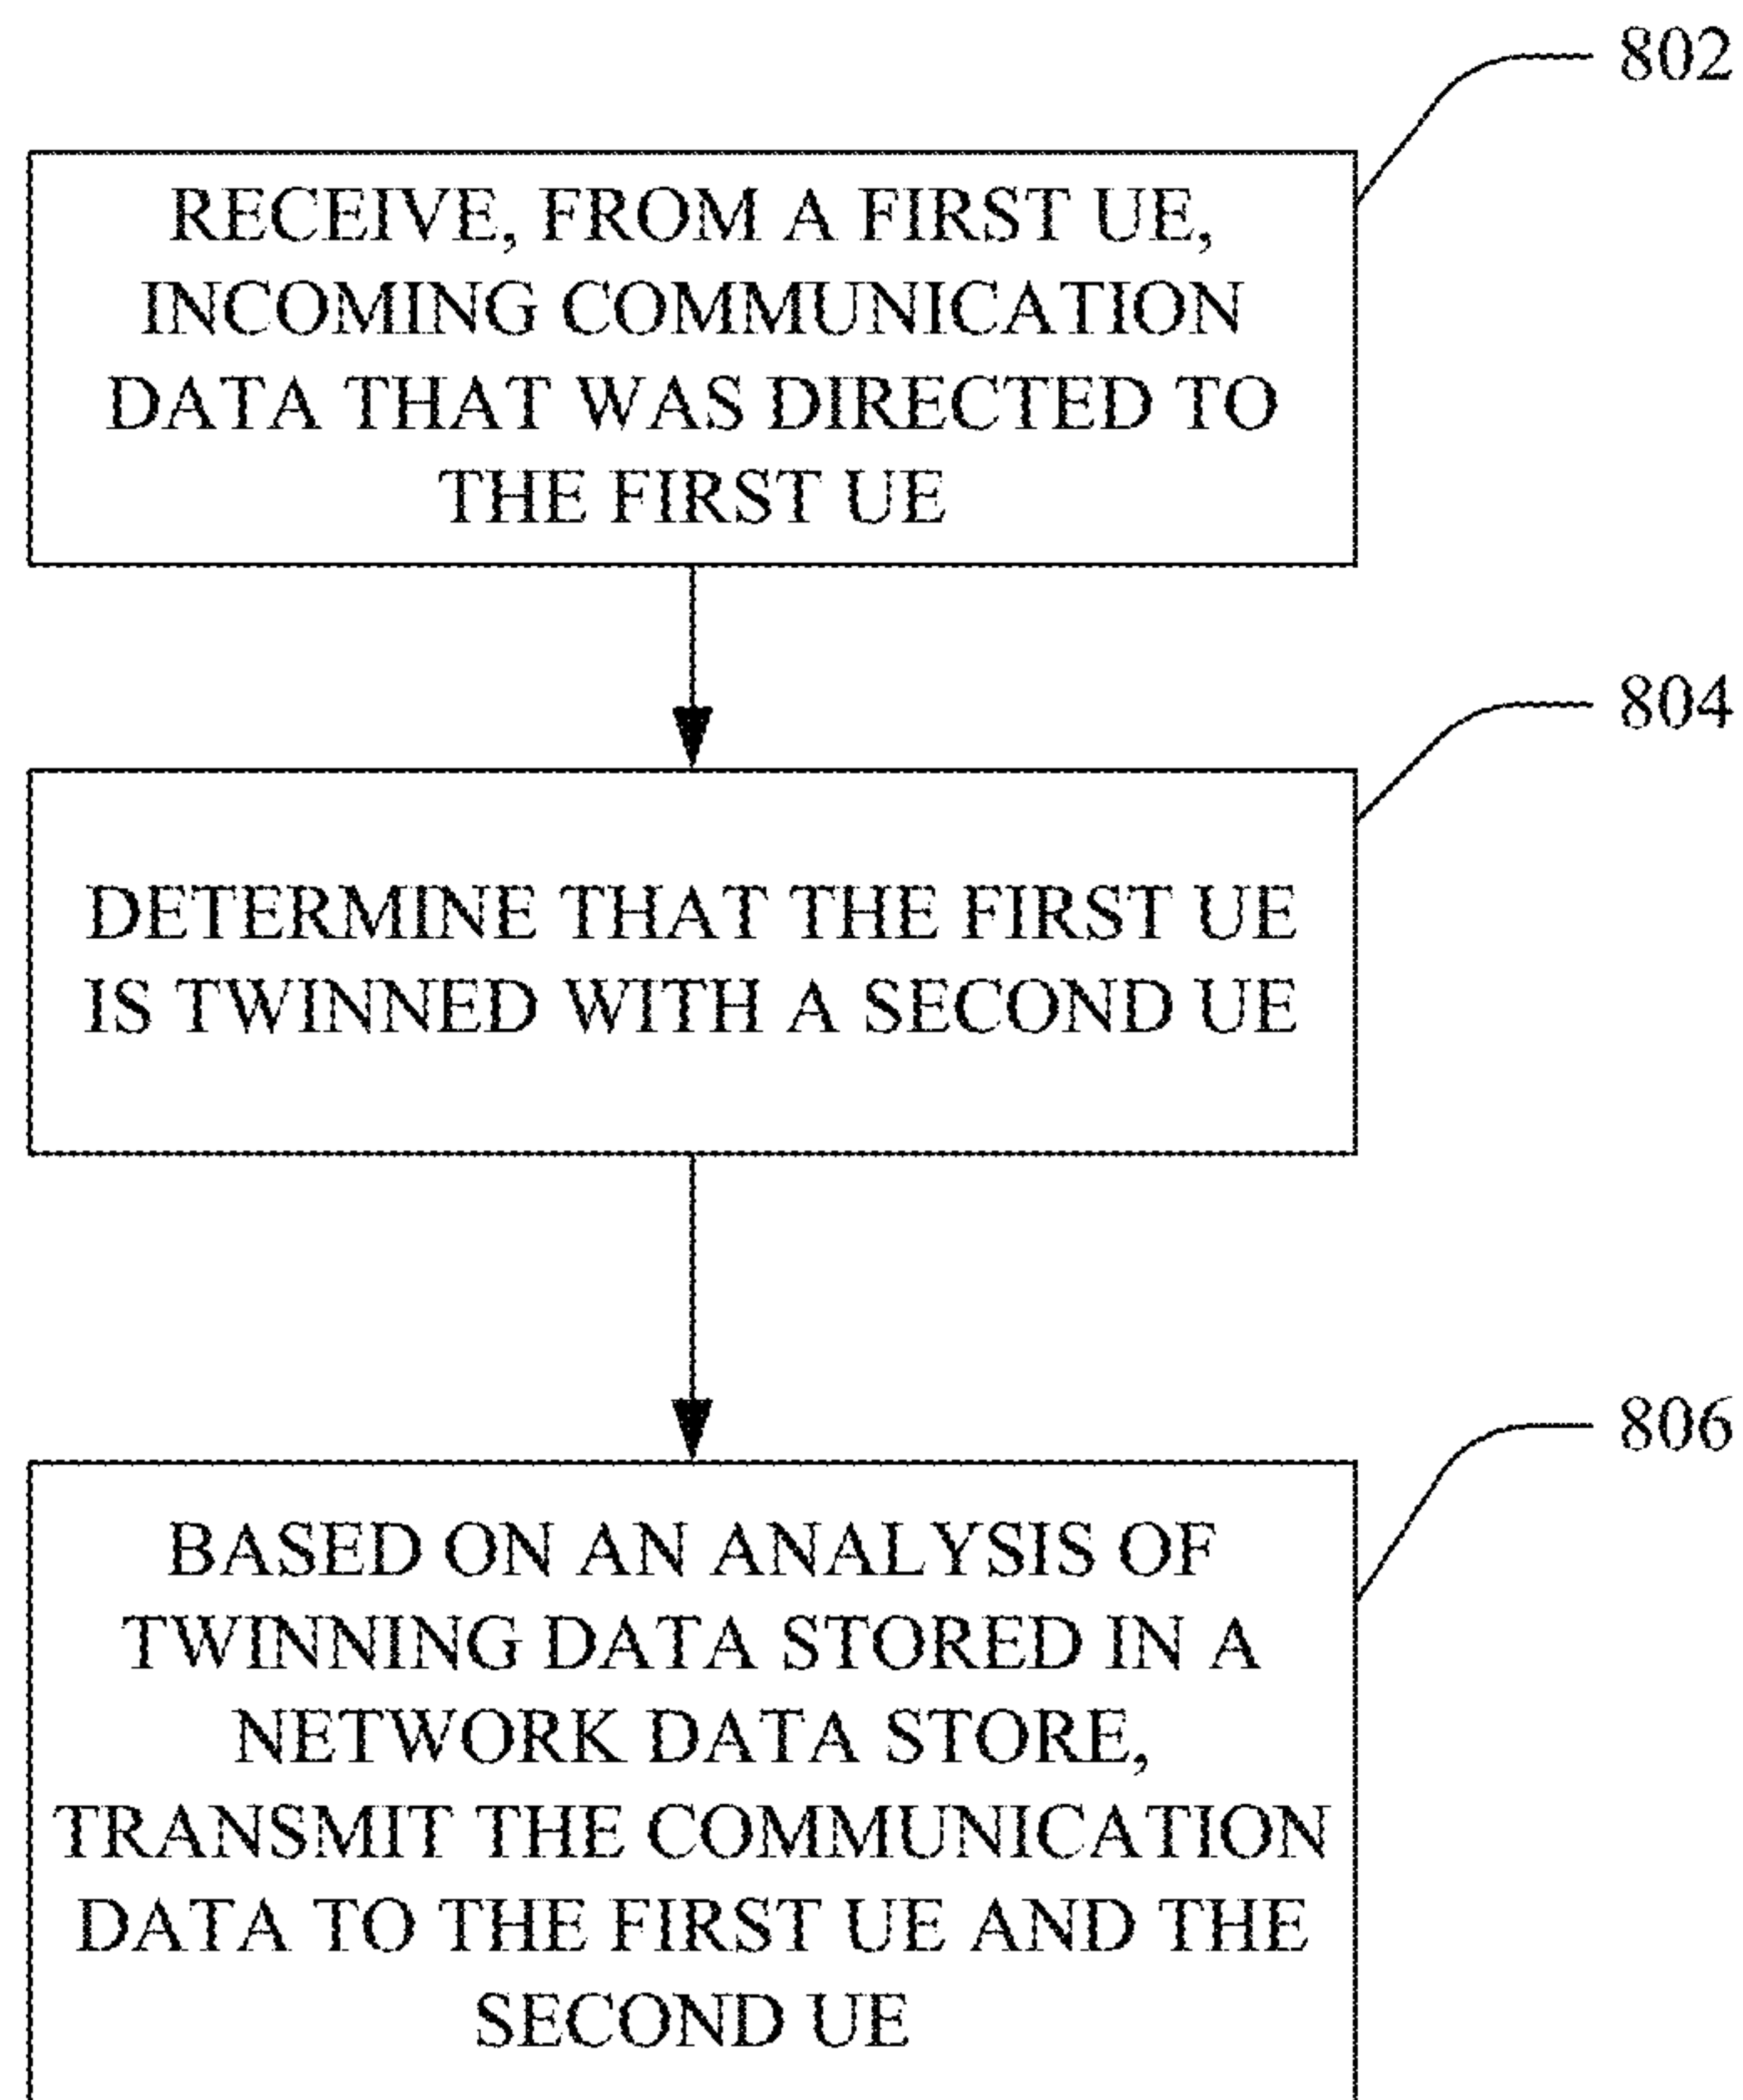 802
RECEIVE, FROM A FIRST UE,
INCOMING COMMUNICATION
DATA THAT WAS DIRECTED TO
THE FIRST UE
804
DETERMINE THAT THE FIRST UE
IS TWINNED WITH A SECOND UE
806
BASED ON AN ANALYSIS OF
TWINNING DATA STORED IN A
NETWORK DATA STORE,
TRANSMIT THE COMMUNICATION
DATA TO THE FIRST UE AND THE
SECOND UE